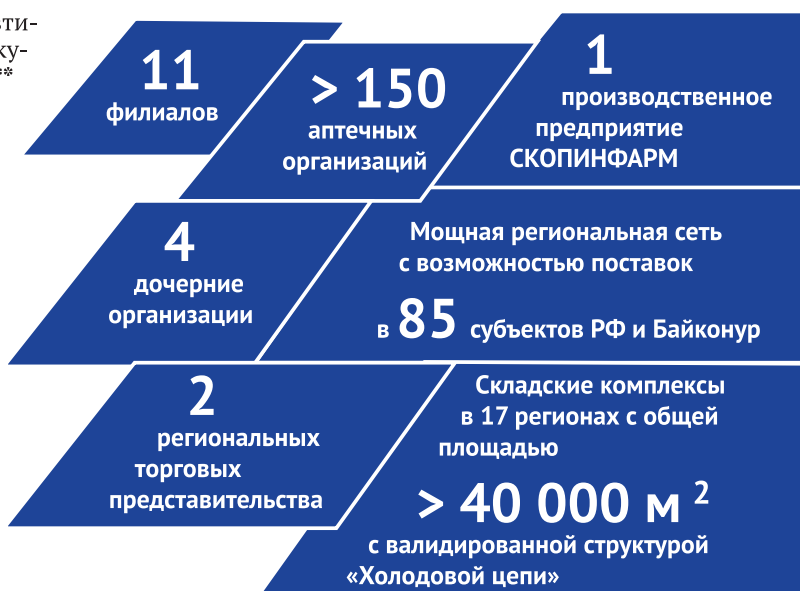 11
филиалов
> 150
аптечных
организаций
1
производственное
предприятие
СКОПИНФАРМ
4
дочерние
организации
Мощная региональная сеть
с возможностью поставок
в 85 субъектов РФ и Байконур
2
региональных
торговых
представительства
Складские комплексы
в 17 регионах с общей
площадью
> 40 000 м 2
с валидированной структурой
«Холодовой цепи»